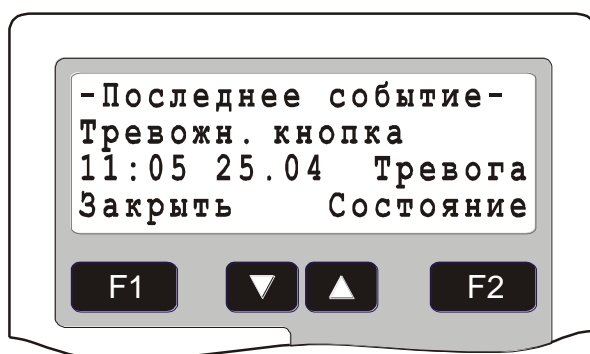 -Последнее событие-
Тревожн. кнопка
11:05 25.04 Тревога
Закрыть Состояние
F1 F2